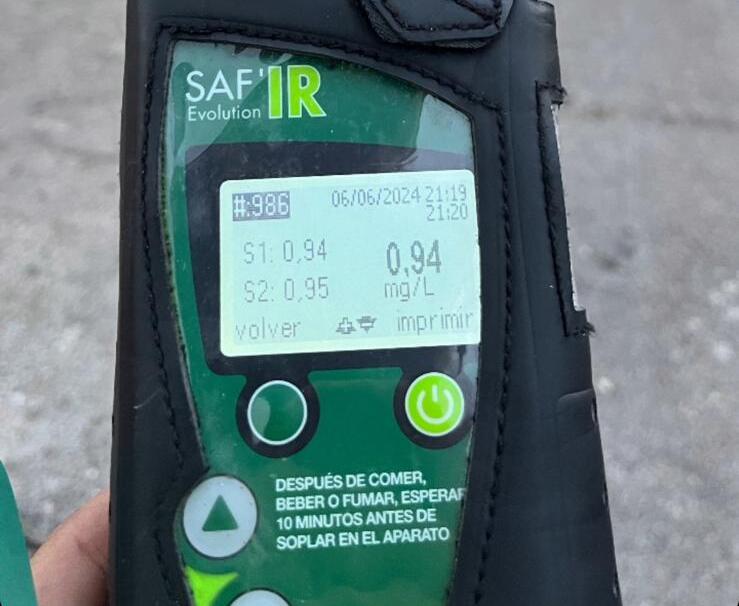 SAF'IR
Evolution
#:986 06/06/2024 21:19
21:20
S1: 0,94 0,94
S2: 0,95 mg/L
volver imprimir
DESPUÉS DE COMER,
BEBER O FUMAR, ESPERAR
10 MINUTOS ANTES DE
SOPLAR EN EL APARATO